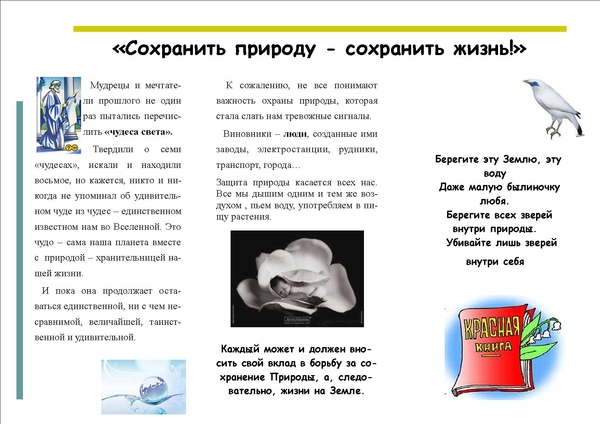 «Сохранить природу - сохранить жизнь!»
Мудрецы и мечтате-
ли прошлого не один
раз пытались перечис-
лить «чудеса света».
Твердили о семи
«чудесах», искали и находили
восьмое, но кажется, никто и ни-
когда не упоминал об удивитель-
ном чуде из чудес – единственном
известном нам во Вселенной. Это
чудо – сама наша планета вместе
с природой – хранительницей на-
шей жизни.
И пока она продолжает оста-
ваться единственной, ни с чем не-
сравнимой, величайшей, таинст-
венной и удивительной.
К сожалению, не все понимают
важность охраны природы, которая
стала слать нам тревожные сигналы.
Виновники – люди, созданные ими
заводы, электростанции, рудники,
транспорт, города…
Защита природы касается всех нас.
Все мы дышим одним и тем же воз-
духом , пьем воду, употребляем в пи-
щу растения.
Каждый может и должен вно-
сить свой вклад в борьбу за со-
хранение Природы, а, следо-
вательно, жизни на Земле.
Берегите эту Землю, эту
воду
Даже малую былиночку
любя.
Берегите всех зверей
внутри природы.
Убивайте лишь зверей
внутри себя
КРАСНАЯ
КНИГА